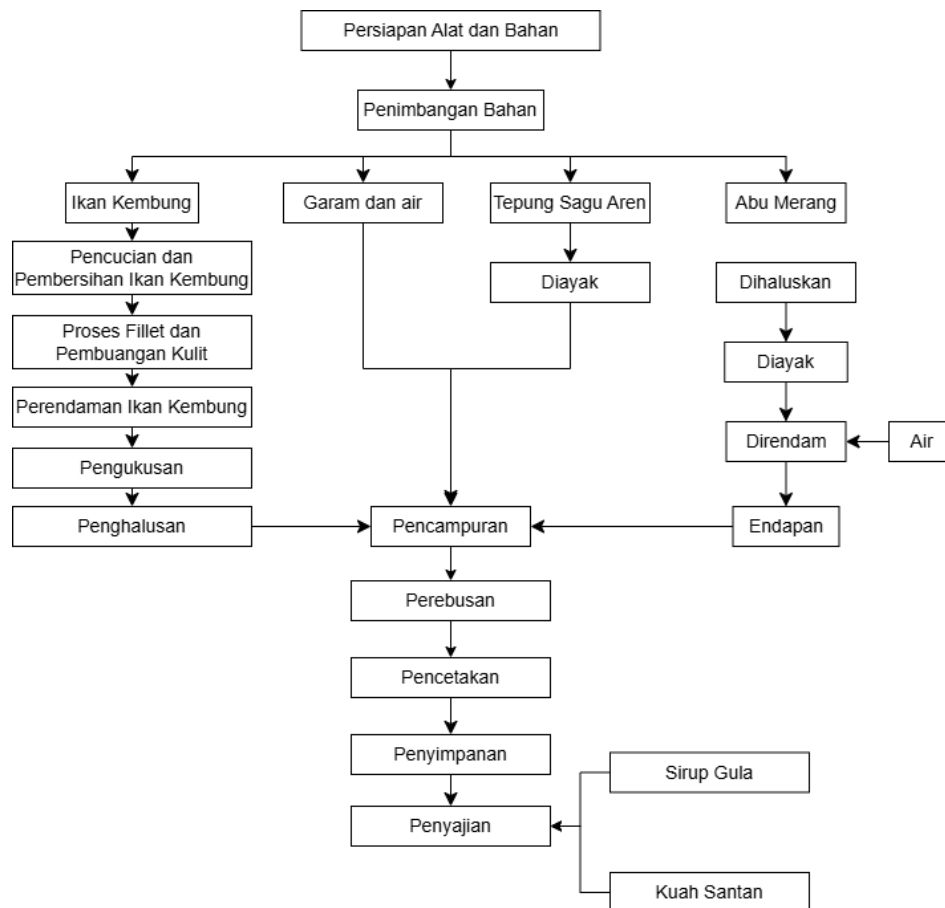 Persiapan Alat dan Bahan
Penimbangan Bahan
Ikan Kembung
Garam dan air
Tepung Sagu Aren
Abu Merang
Pencucian dan
Pembersihan Ikan Kembung
Diayak
Dihaluskan
Proses Fillet dan
Pembuangan Kulit
Diayak
Perendaman Ikan Kembung
Direndam
Air
Pengukusan
Penghalusan
Pencampuran
Endapan
Perebusan
Pencetakan
Penyimpanan
Sirup Gula
Penyajian
Kuah Santan